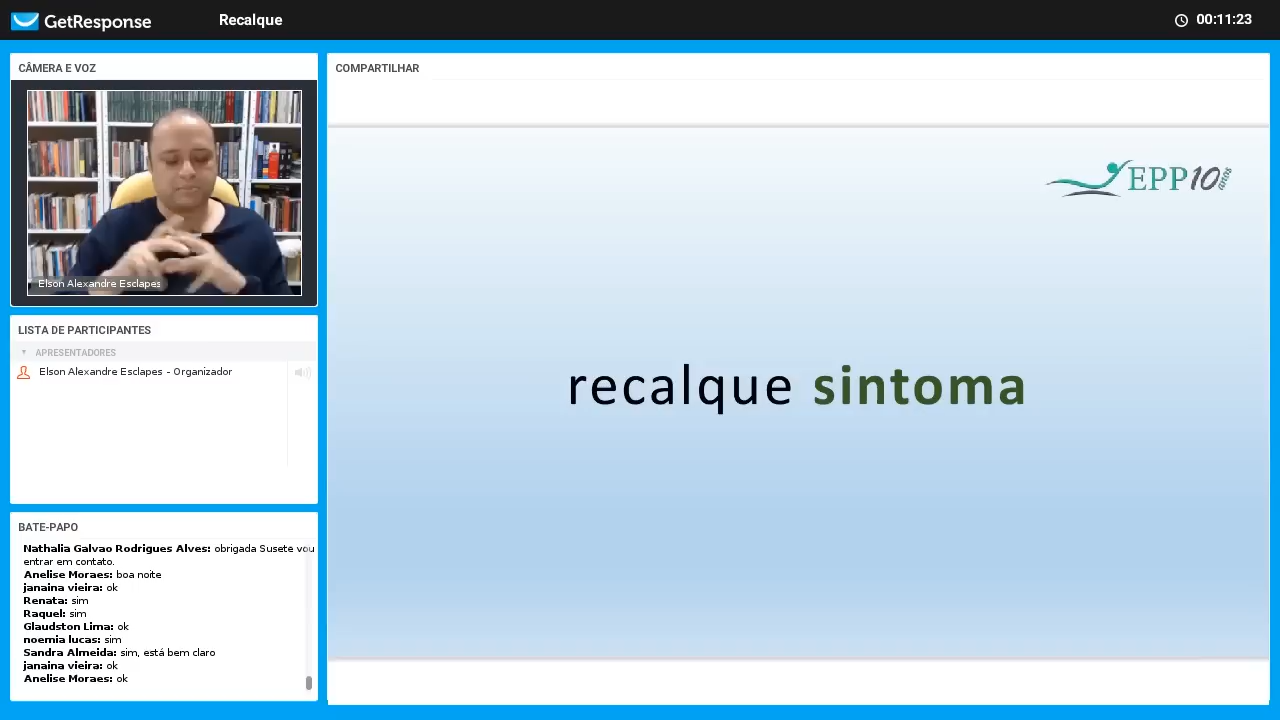 GetResponse
Recalque
00:11:23
CÂMERA E VOZ
Elson Alexandre Esclapes
LISTA DE PARTICIPANTES
APRESENTADORES
Elson Alexandre Esclapes - Organizador
BATE-PAPO
Nathalia Galvao Rodrigues Alves: obrigada Susete vou
entrar em contato.
Anelise Moraes: boa noite
janaina vieira: ok
Renata: sim
Raquel: sim
Glaudston Lima: ok
noemia lucas: sim
Sandra Almeida: sim, está bem claro
janaina vieira: ok
Anelise Moraes: ok
COMPARTILHAR
EPP10 anos
recalque sintoma